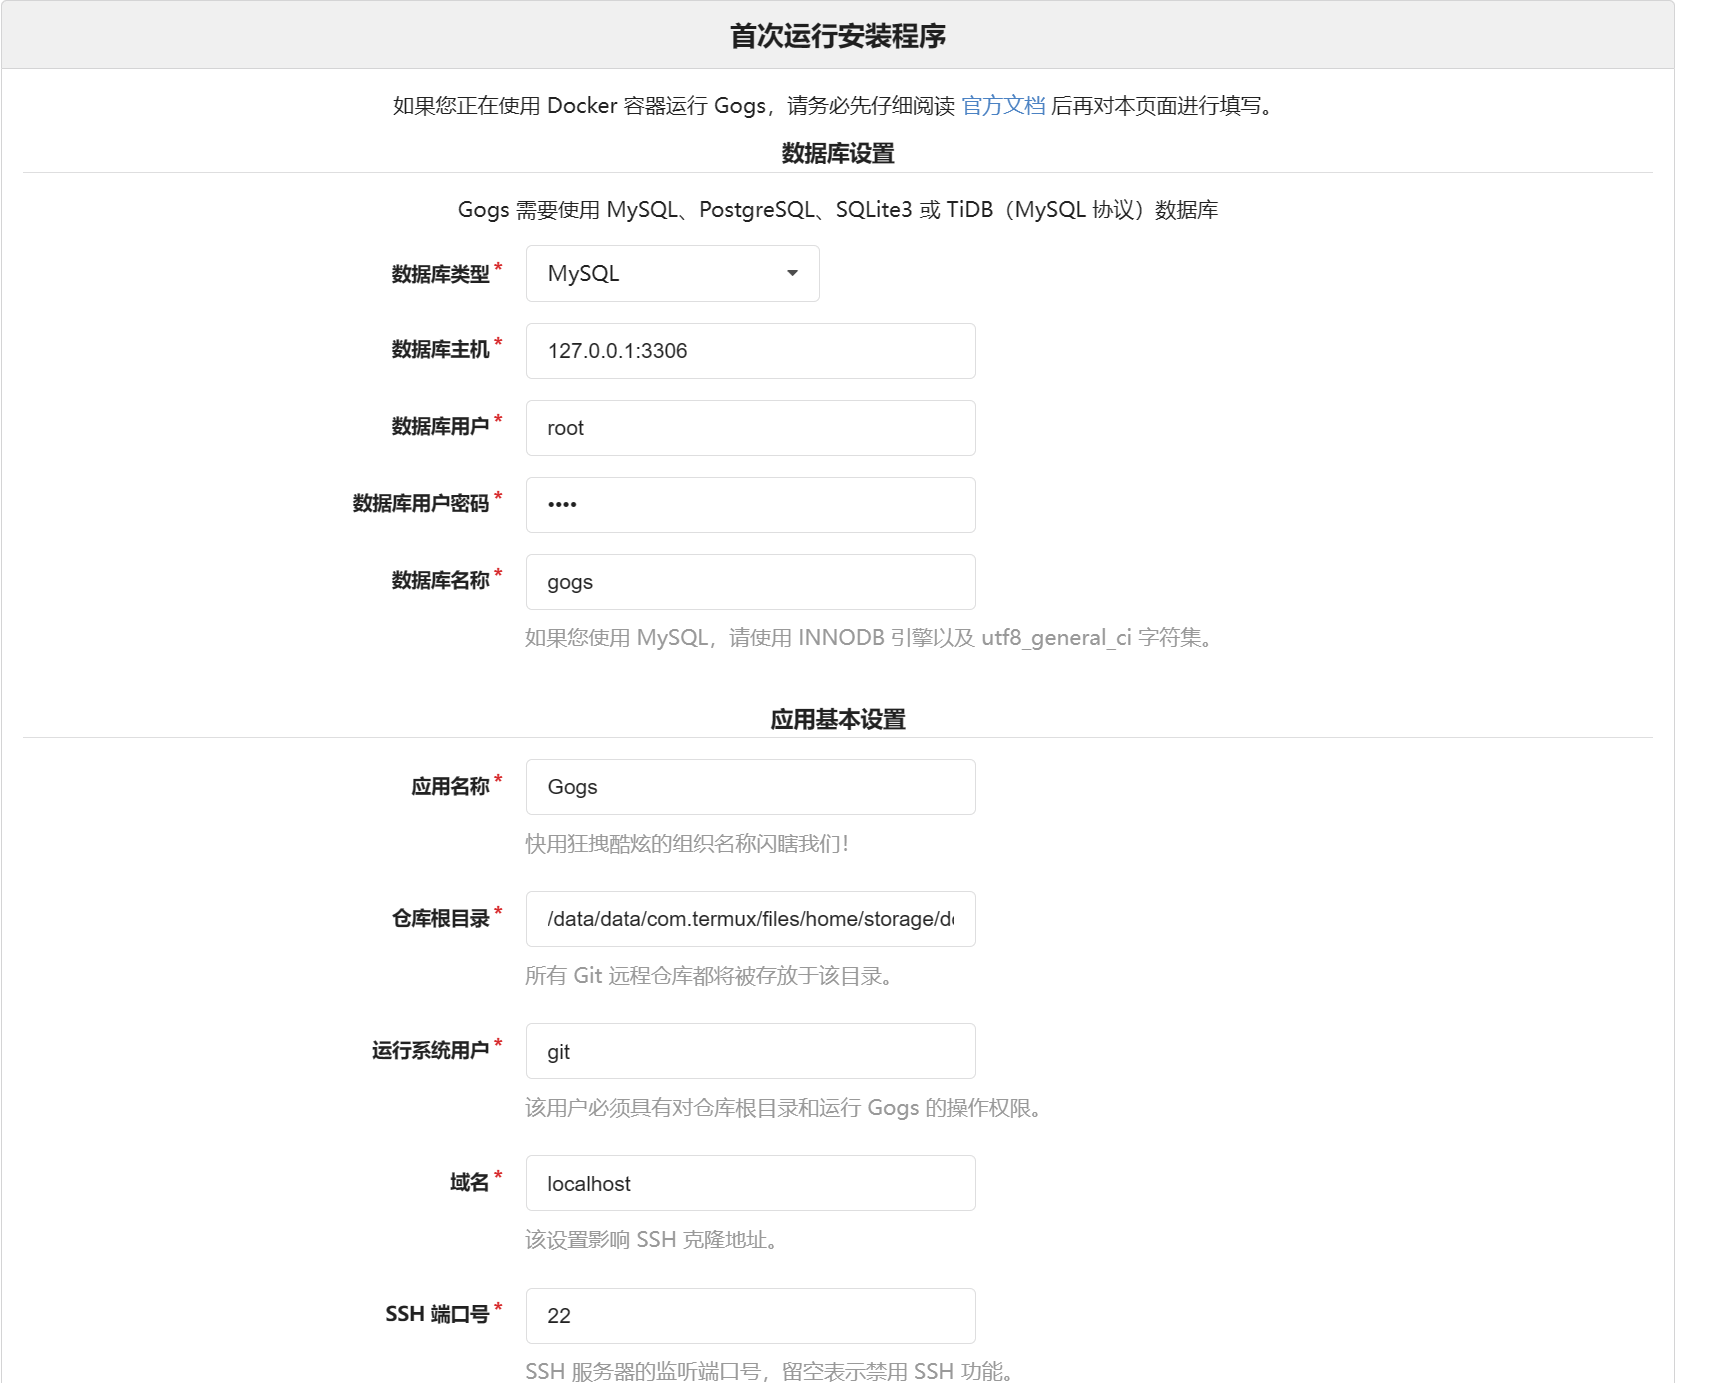 首次运行安装程序
如果您正在使用 Docker 容器运行 Gogs，请务必先仔细阅读 官方文档 后再对本页面进行填写。
数据库设置
Gogs 需要使用 MySQL、PostgreSQL、SQLite3 或 TiDB（MySQL 协议）数据库
数据库类型* MySQL
数据库主机* 127.0.0.1:3306
数据库用户* root
数据库用户密码* ••••
数据库名称* gogs
如果您使用 MySQL，请使用 INNODB 引擎以及 utf8_general_ci 字符集。
应用基本设置
应用名称* Gogs
快用狂拽酷炫的组织名称闪瞎我们！
仓库根目录* /data/data/com.termux/files/home/storage/d
所有 Git 远程仓库都将被存放于该目录。
运行系统用户* git
该用户必须具有对仓库根目录和运行 Gogs 的操作权限。
域名* localhost
该设置影响 SSH 克隆地址。
SSH 端口号* 22
SSH 服务器的监听端口号，留空表示禁用 SSH 功能。